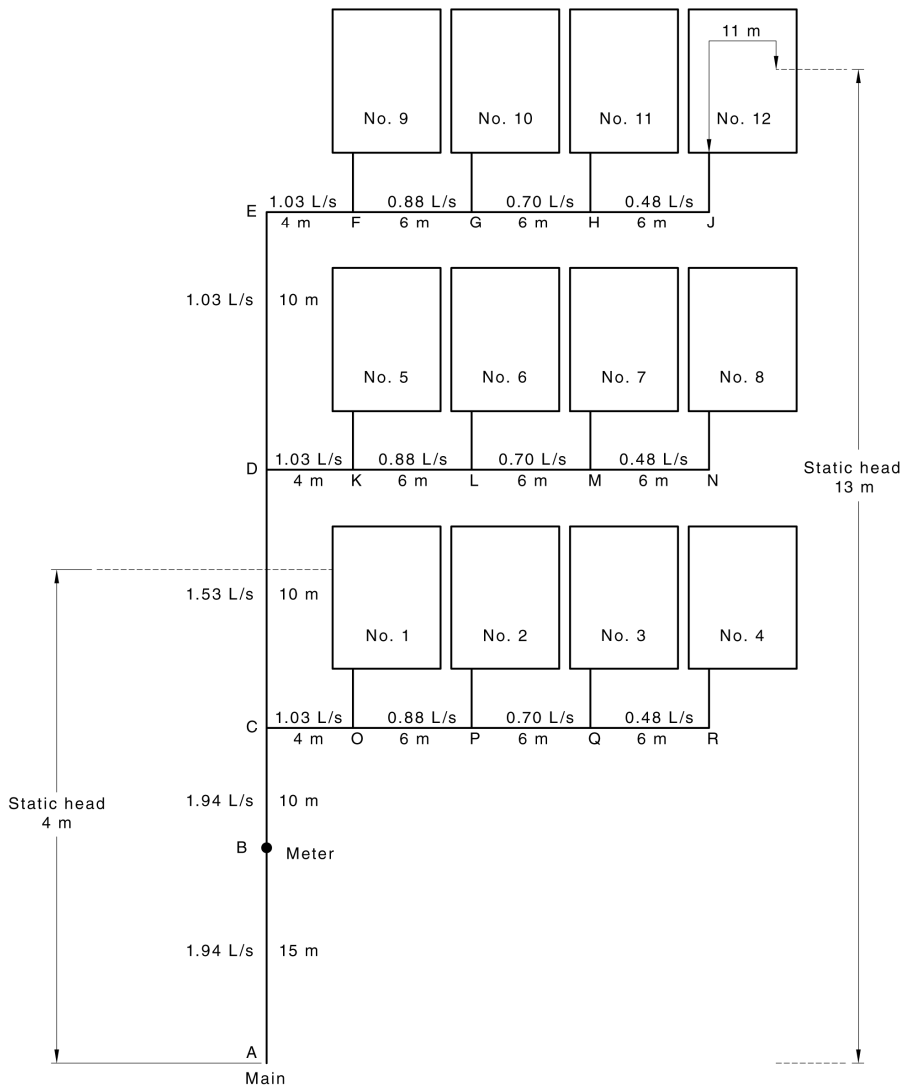 11 m
No. 9 No. 10 No. 11 No. 12
E 1.03 L/s 0.88 L/s 0.70 L/s 0.48 L/s
4 m F 6 m G 6 m H 6 m J
1.03 L/s 10 m
No. 5 No. 6 No. 7 No. 8
D 1.03 L/s 0.88 L/s 0.70 L/s 0.48 L/s
4 m K 6 m L 6 m M 6 m N
Static head
13 m
1.53 L/s 10 m
No. 1 No. 2 No. 3 No. 4
C 1.03 L/s 0.88 L/s 0.70 L/s 0.48 L/s
4 m O 6 m P 6 m Q 6 m R
Static head
4 m
1.94 L/s 10 m
B Meter
1.94 L/s 15 m
A
Main